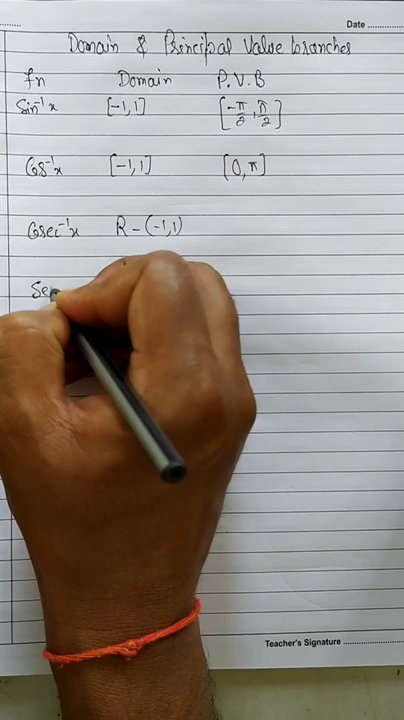 Date ..................
Domain & Principal Value branches
fn Domain P.V.B
Sin⁻¹x [-1,1] [-π/2, π/2]
Cos⁻¹x [-1,1] [0,π]
Cosec⁻¹x R-(-1,1)
Se
Teacher's Signature ..................